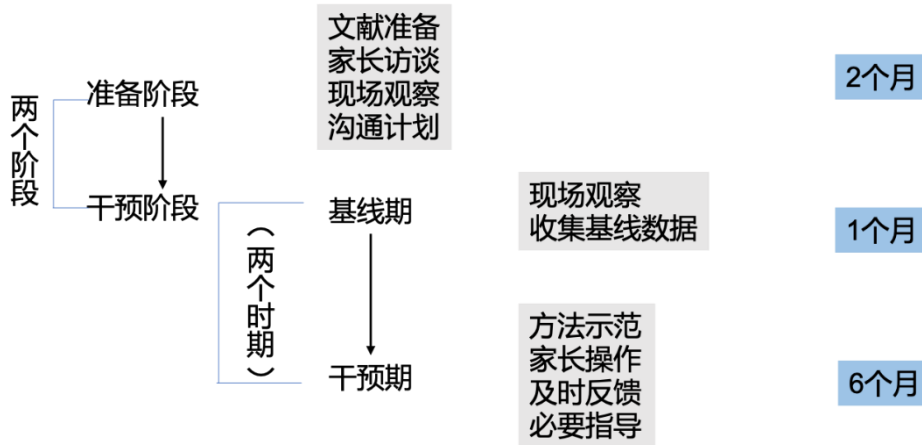 文献准备
家长访谈
现场观察
沟通计划
2个月
两个阶段
准备阶段
干预阶段
基线期
现场观察
收集基线数据
1个月
（两个时期）
干预期
方法示范
家长操作
及时反馈
必要指导
6个月